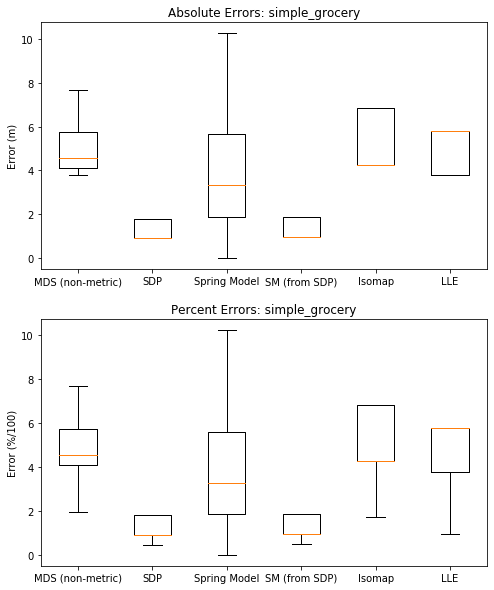 Absolute Errors: simple_grocery
Error (m)
10
8
6
4
2
0
MDS (non-metric) SDP Spring Model SM (from SDP) Isomap LLE
Percent Errors: simple_grocery
Error (%/100)
10
8
6
4
2
0
MDS (non-metric) SDP Spring Model SM (from SDP) Isomap LLE